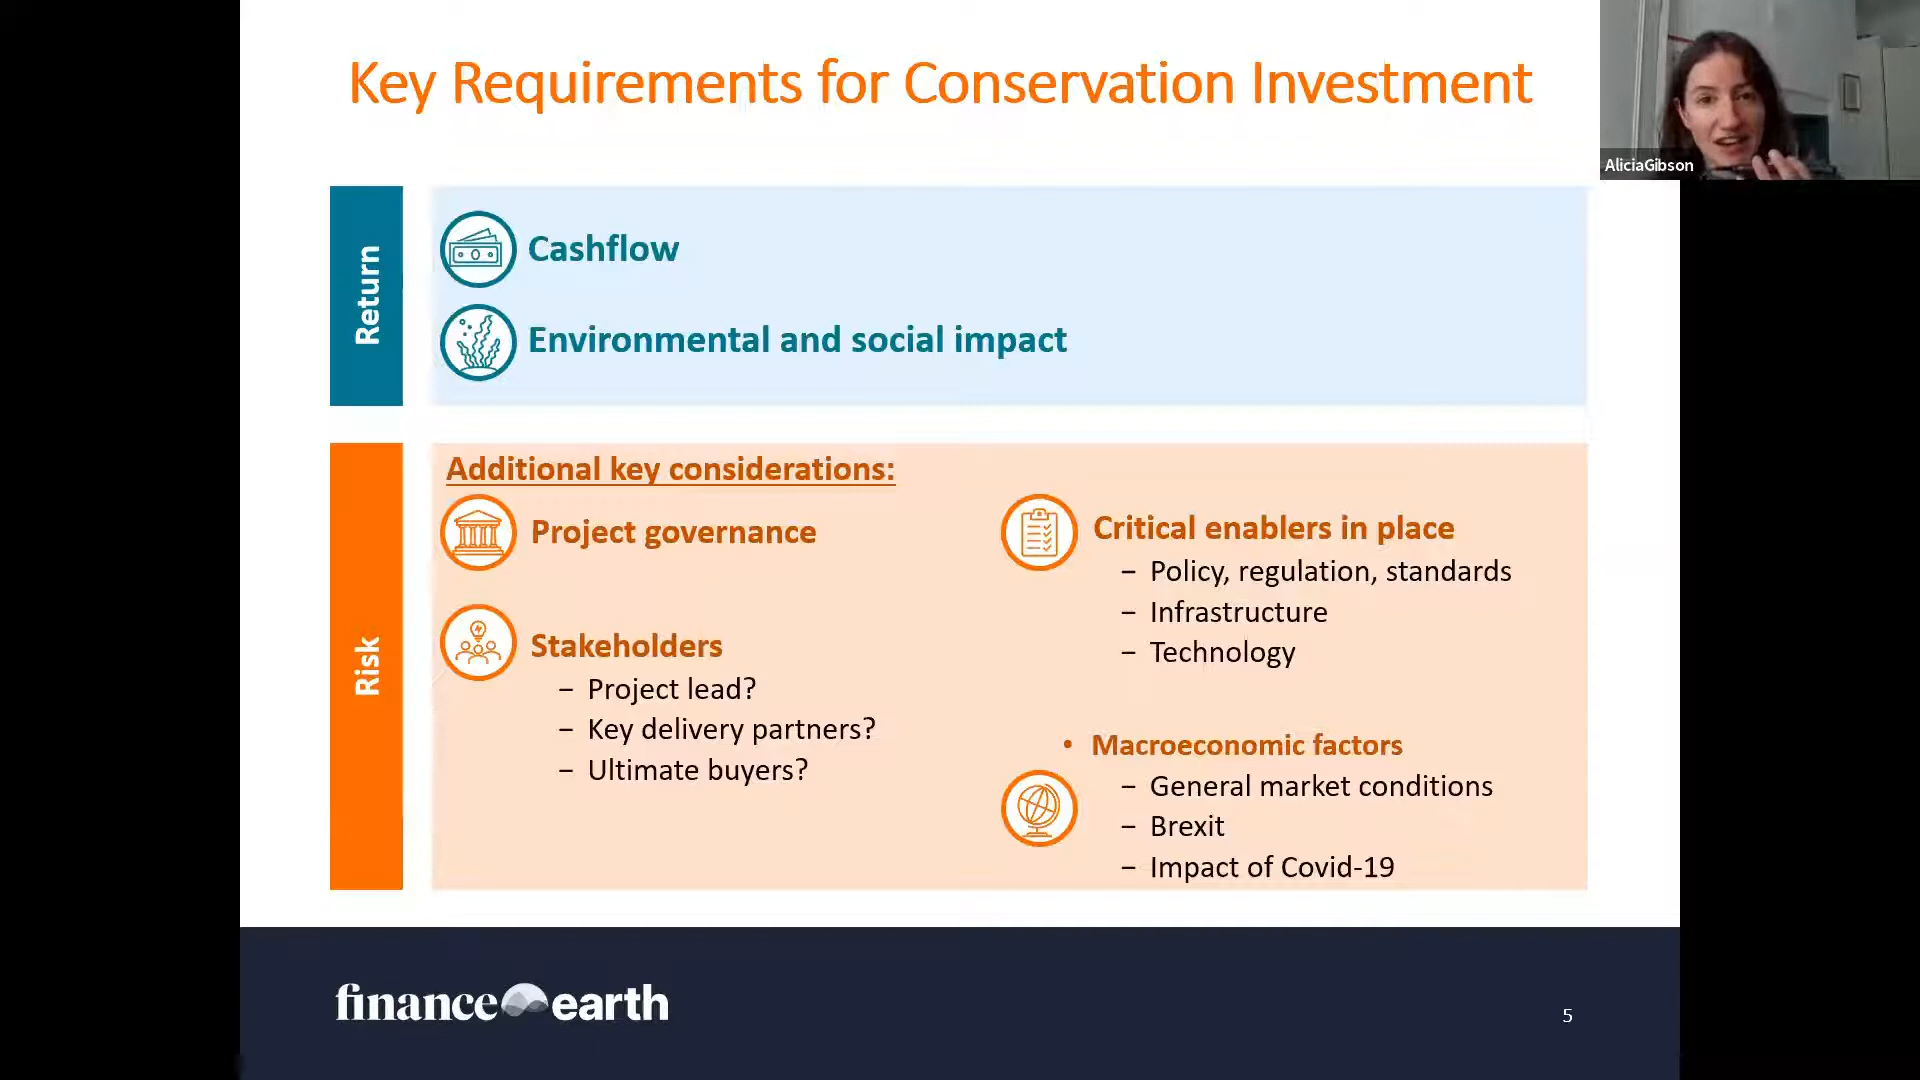 Key Requirements for Conservation Investment
AliciaGibson
Return
Cashflow
Environmental and social impact
Risk
Additional key considerations:
Project governance
Stakeholders
– Project lead?
– Key delivery partners?
– Ultimate buyers?
Critical enablers in place
– Policy, regulation, standards
– Infrastructure
– Technology
• Macroeconomic factors
– General market conditions
– Brexit
– Impact of Covid-19
finance earth
5